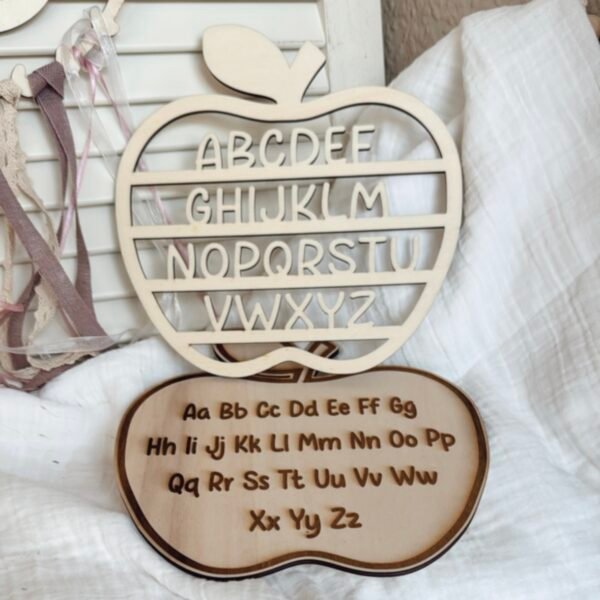 ABCDEF
GHIJKLM
NOPQRSTU
VWXYZ
Aa Bb Cc Dd Ee Ff Gg
Hh Ii Jj Kk Ll Mm Nn Oo Pp
Qq Rr Ss Tt Uu Vv Ww
Xx Yy Zz